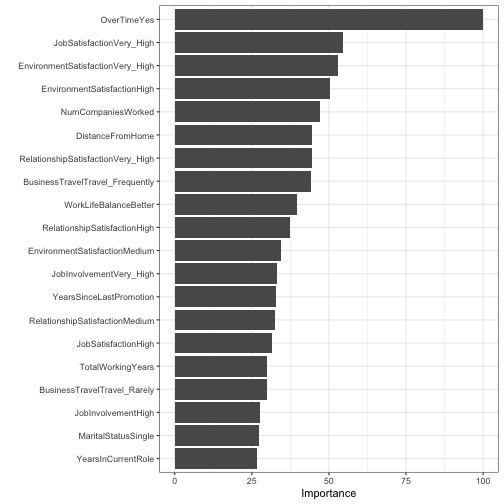 OverTimeYes
JobSatisfactionVery_High
EnvironmentSatisfactionVery_High
EnvironmentSatisfactionHigh
NumCompaniesWorked
DistanceFromHome
RelationshipSatisfactionVery_High
BusinessTravelTravel_Frequently
WorkLifeBalanceBetter
RelationshipSatisfactionHigh
EnvironmentSatisfactionMedium
JobInvolvementVery_High
YearsSinceLastPromotion
RelationshipSatisfactionMedium
JobSatisfactionHigh
TotalWorkingYears
BusinessTravelTravel_Rarely
JobInvolvementHigh
MaritalStatusSingle
YearsInCurrentRole
0 25 50 75 100
Importance